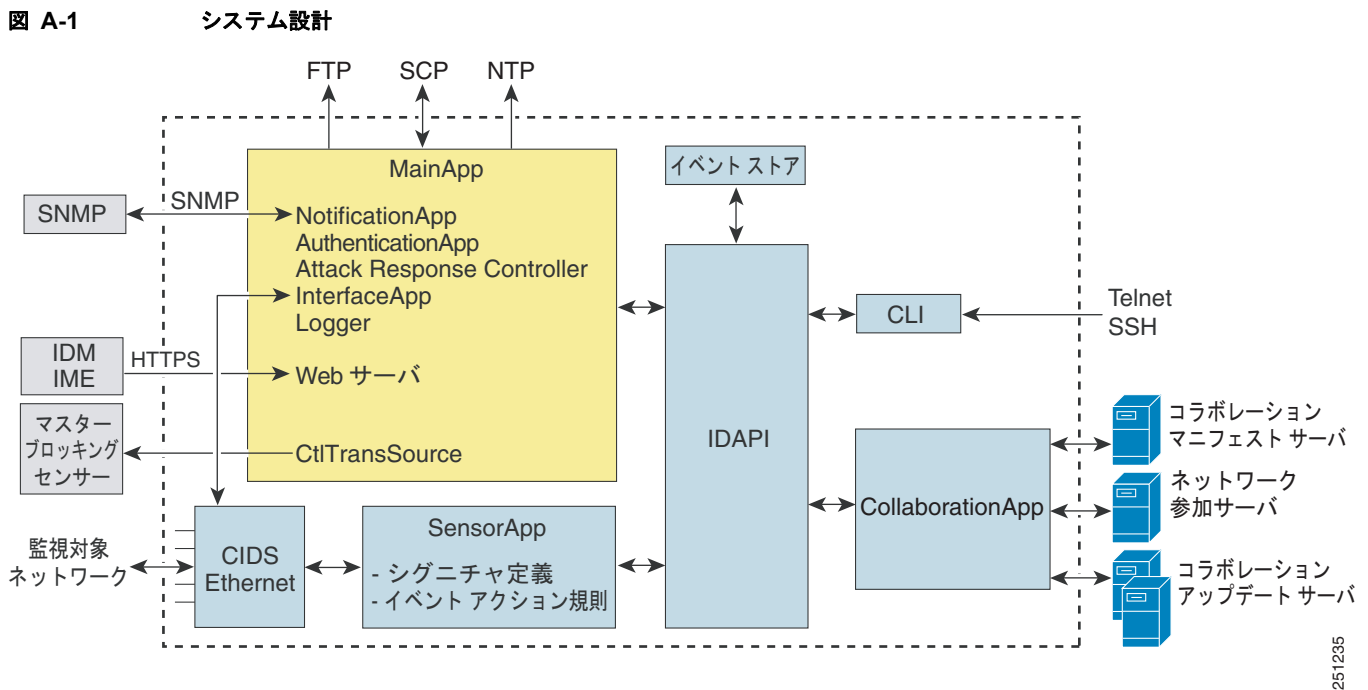 図 A-1 システム設計
FTP
SCP
NTP
MainApp
イベント ストア
SNMP
SNMP
NotificationApp
AuthenticationApp
Attack Response Controller
InterfaceApp
Logger
CLI
Telnet
SSH
IDM
IME
HTTPS
Web サーバ
マスター
ブロッキング
センサー
CtlTransSource
IDAPI
コラボレーション
マニフェスト サーバ
CollaborationApp
ネットワーク
参加サーバ
監視対象
ネットワーク
CIDS
Ethernet
SensorApp
- シグニチャ定義
- イベント アクション規則
コラボレーション
アップデート サーバ
251235